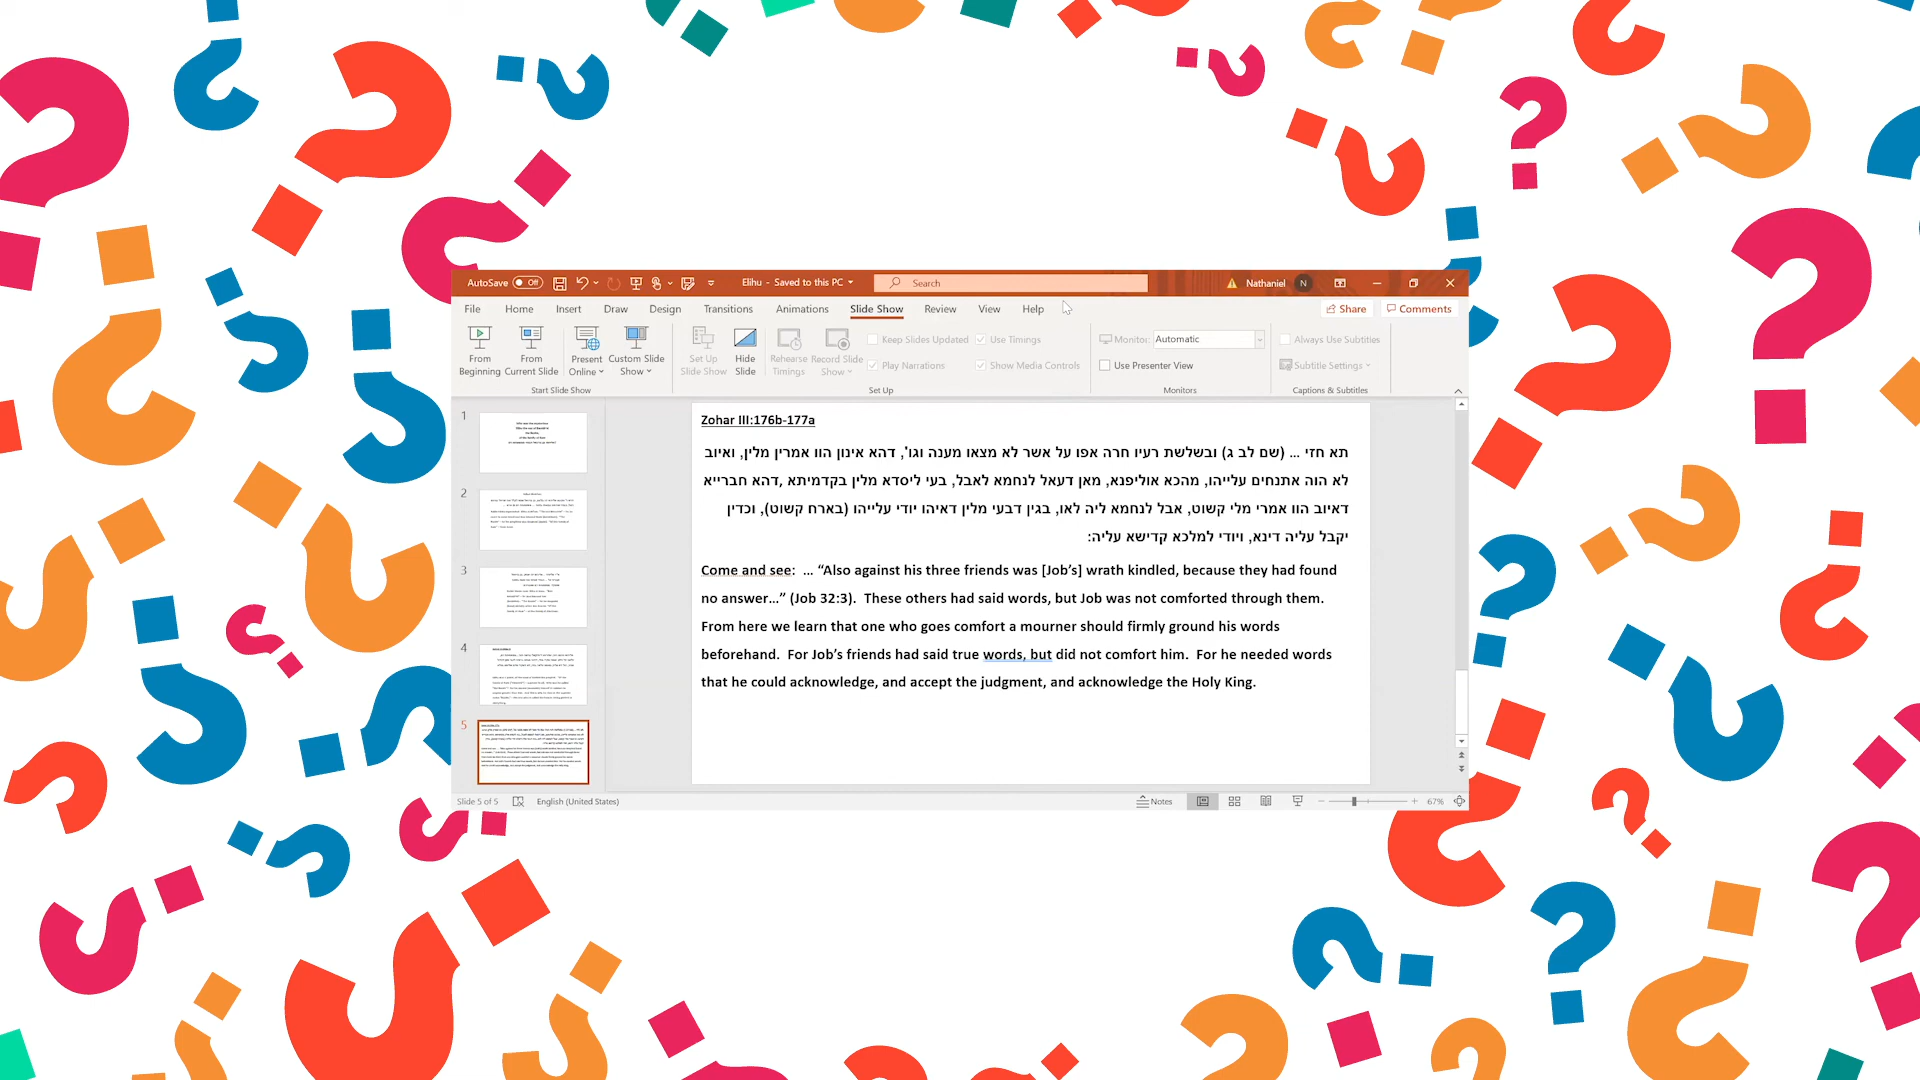 AutoSave Off
Elihu - Saved to this PC
Search
Nathaniel N
File Home Insert Draw Design Transitions Animations Slide Show Review View Help
Share Comments
From Beginning
From Current Slide
Present Online
Custom Slide Show
Start Slide Show
Set Up Slide Show
Hide Slide
Rehearse Timings
Record Slide Show
Keep Slides Updated
Use Timings
Play Narrations
Show Media Controls
Set Up
Monitor: Automatic
Use Presenter View
Monitors
Always Use Subtitles
Subtitle Settings
Captions & Subtitles
1
2
3
4
5
Zohar III:176b-177a
תא חזי ... (שם לב ג) ובשלשת רעיו חרה אפו על אשר לא מצאו מענה וגו', דהא אינון הוו אמרין מלין, ואיוב
לא הוה אתנחים עלייהו, מהכא אוליפנא, מאן דעאל לנחמא לאבל, בעי ליסדא מלין בקדמיתא ,דהא חברייא
דאיוב הוו אמרי מלי קשוט, אבל לנחמא ליה לאו, בגין דבעי מלין דאיהו יודי עלייהו (בארח קשוט), וכדין
יקבל עליה דינא, ויודי למלכא קדישא עליה:
Come and see: ... “Also against his three friends was [Job’s] wrath kindled, because they had found
no answer...” (Job 32:3). These others had said words, but Job was not comforted through them.
From here we learn that one who goes comfort a mourner should firmly ground his words
beforehand. For Job’s friends had said true words, but did not comfort him. For he needed words
that he could acknowledge, and accept the judgment, and acknowledge the Holy King.
Slide 5 of 5
English (United States)
Notes
67%